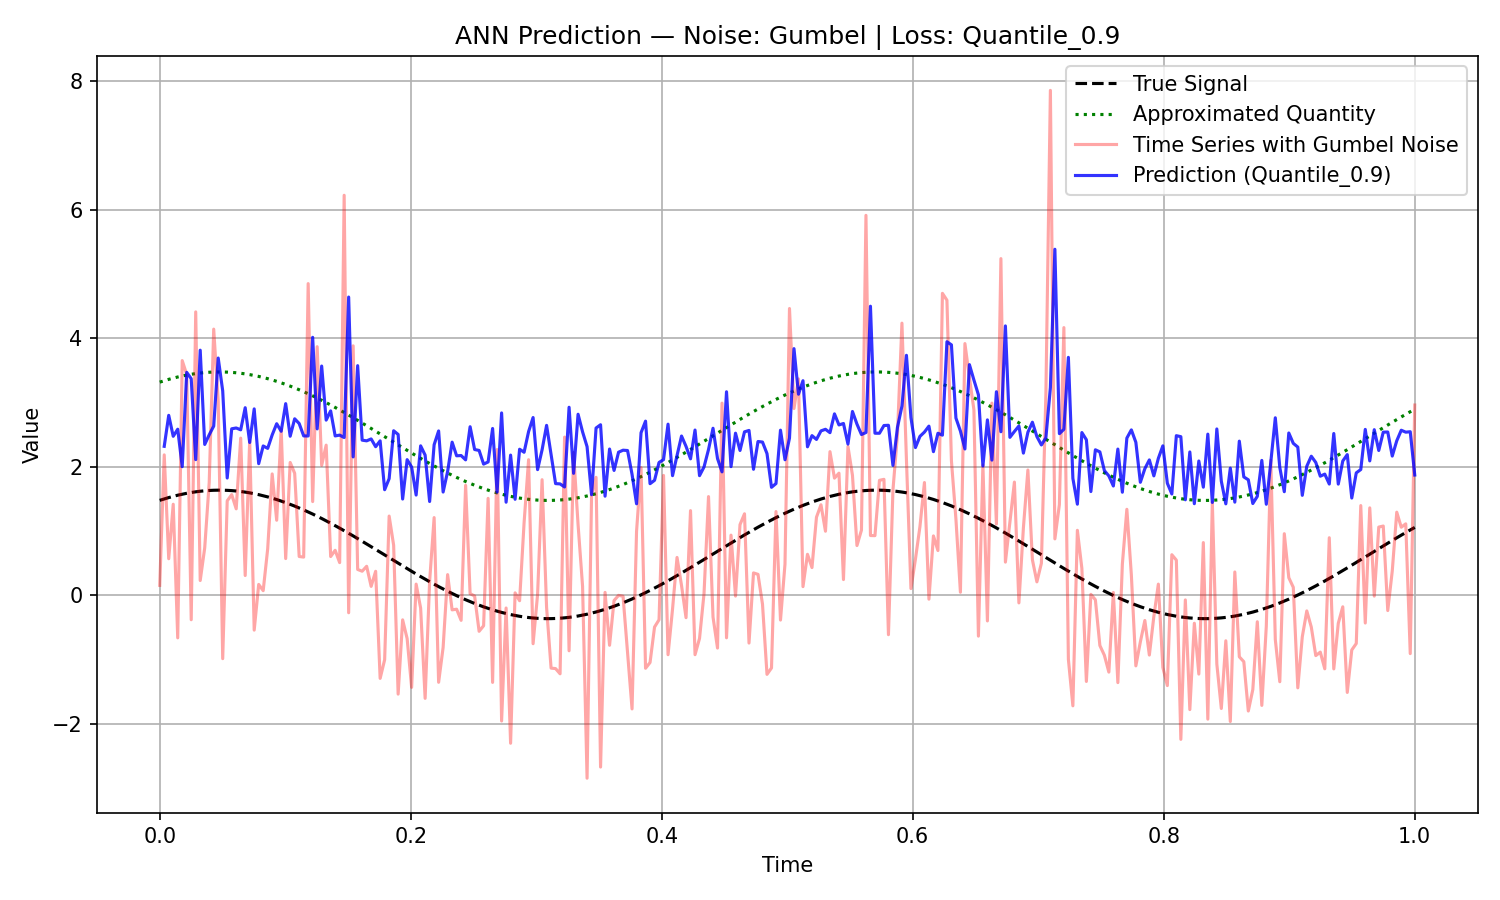 ANN Prediction — Noise: Gumbel | Loss: Quantile_0.9
True Signal
Approximated Quantity
Time Series with Gumbel Noise
Prediction (Quantile_0.9)
Value
8
6
4
2
0
−2
0.0 0.2 0.4 0.6 0.8 1.0
Time